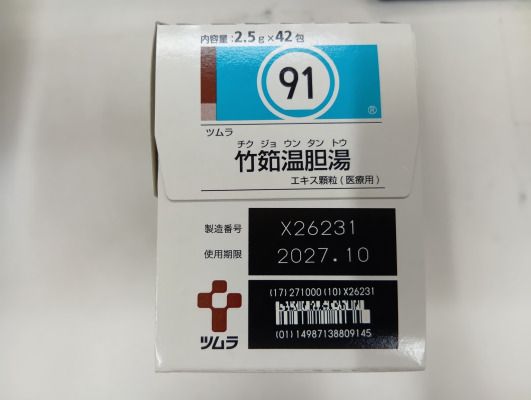 内容量:2.5g×42包
91
®
ツムラ
チク ジョ ウン タン トウ
竹筎温胆湯
エキス顆粒(医療用)
製造番号 X26231
使用期限 2027.10
(17)271000(10)X26231
(01)14987138809145
ツムラ